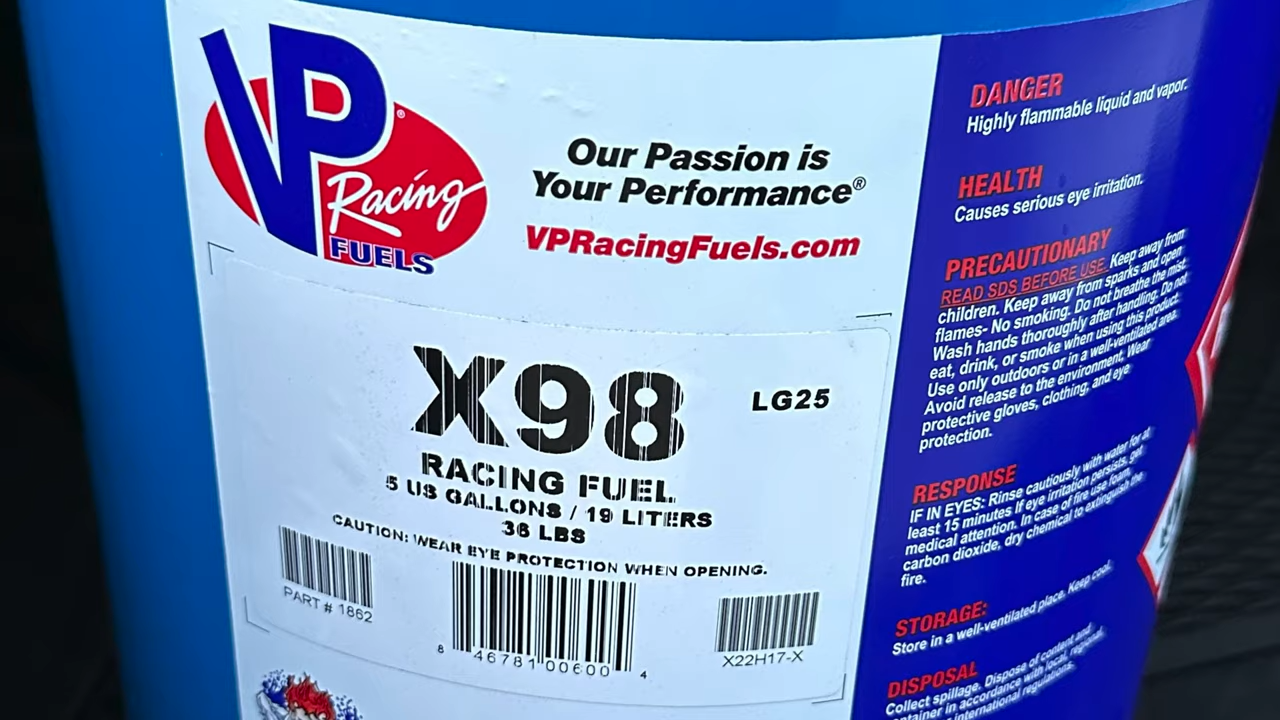 VP
Racing
FUELS
®
Our Passion is
Your Performance®
VPRacingFuels.com
X98
LG25
RACING FUEL
5 US GALLONS / 19 LITERS
36 LBS
CAUTION: WEAR EYE PROTECTION WHEN OPENING.
PART # 1862
8 46781 00600 4
X22H17-X
DANGER
Highly flammable liquid and vapor.
HEALTH
Causes serious eye irritation.
PRECAUTIONARY
READ SDS BEFORE USE. Keep away from
children. Keep away from sparks and open
flames- No smoking. Do not breathe the mist.
Wash hands thoroughly after handling. Do not
eat, drink, or smoke when using this product.
Use only outdoors or in a well-ventilated area.
Avoid release to the environment, Wear
protective gloves, clothing, and eye
protection.
RESPONSE
IF IN EYES: Rinse cautiously with water for at
least 15 minutes If eye irritation persists, get
medical attention. In case of fire use foam,
carbon dioxide, dry chemical to extinguish the
fire.
STORAGE:
Store in a well-ventilated place. Keep cool.
DISPOSAL
Collect spillage. Dispose of content and
container in accordance with local, regional,
international regulations.